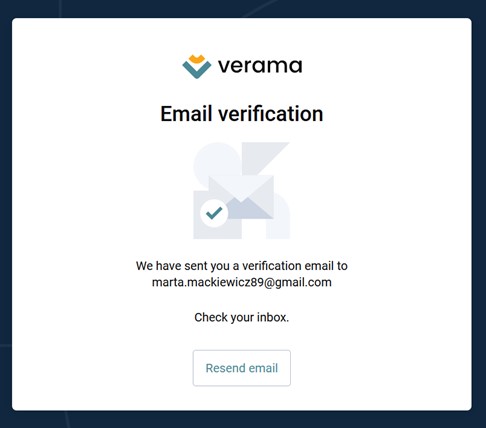 verama
Email verification
We have sent you a verification email to
marta.mackiewicz89@gmail.com
Check your inbox.
Resend email